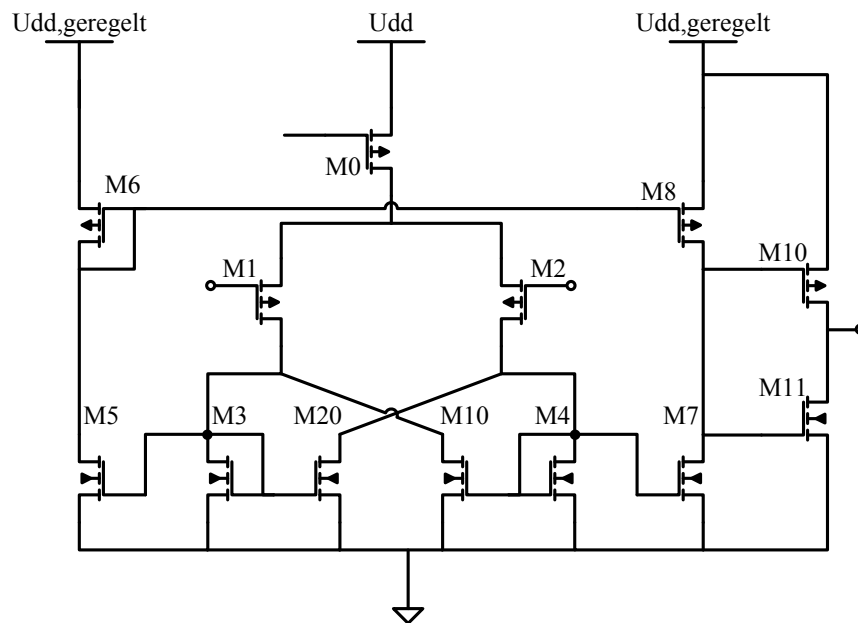 Udd,geregelt Udd Udd,geregelt
M0
M6 M8
M1 M2 M10
M11
M5 M3 M20 M10 M4 M7